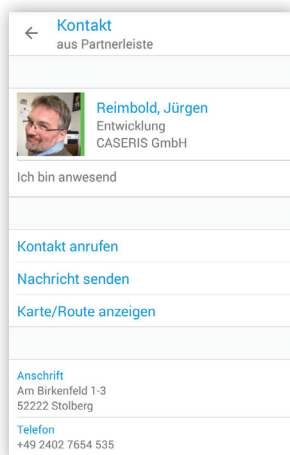 Kontakt
aus Partnerleiste
Reimbold, Jürgen
Entwicklung
CASERIS GmbH
Ich bin anwesend
Kontakt anrufen
Nachricht senden
Karte/Route anzeigen
Anschrift
Am Birkenfeld 1-3
52222 Stolberg
Telefon
+49 2402 7654 535